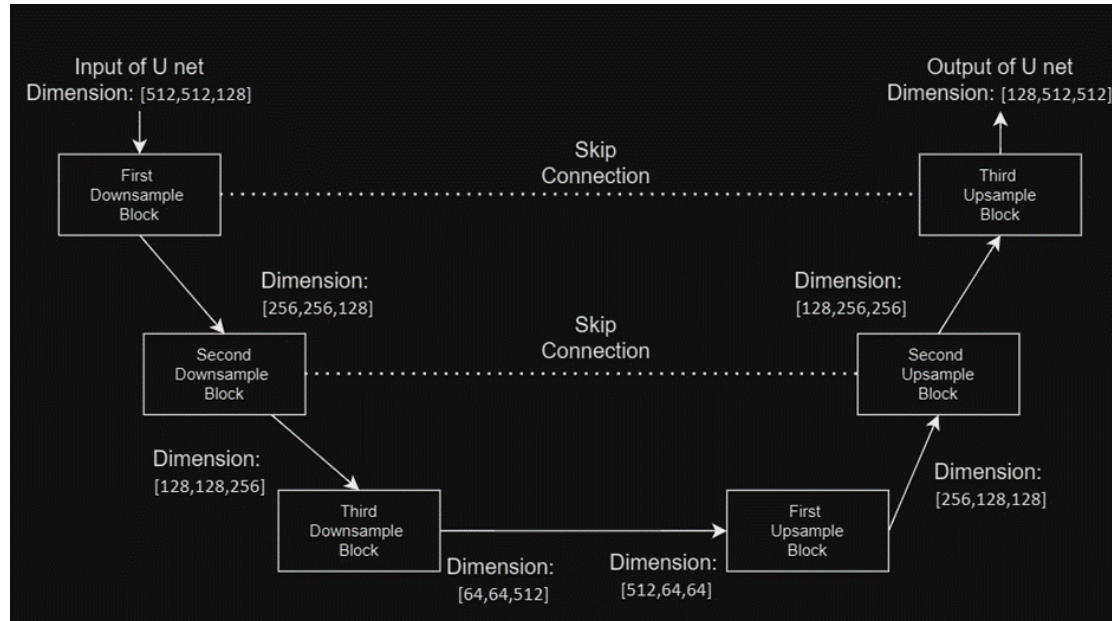 Input of U net
Dimension: [512,512,128]
Output of U net
Dimension: [128,512,512]
First
Downsample
Block
Skip
Connection
Third
Upsample
Block
Dimension:
[256,256,128]
Dimension:
[128,256,256]
Second
Downsample
Block
Skip
Connection
Second
Upsample
Block
Dimension:
[128,128,256]
Dimension:
[256,128,128]
Third
Downsample
Block
First
Upsample
Block
Dimension:
[64,64,512]
Dimension:
[512,64,64]